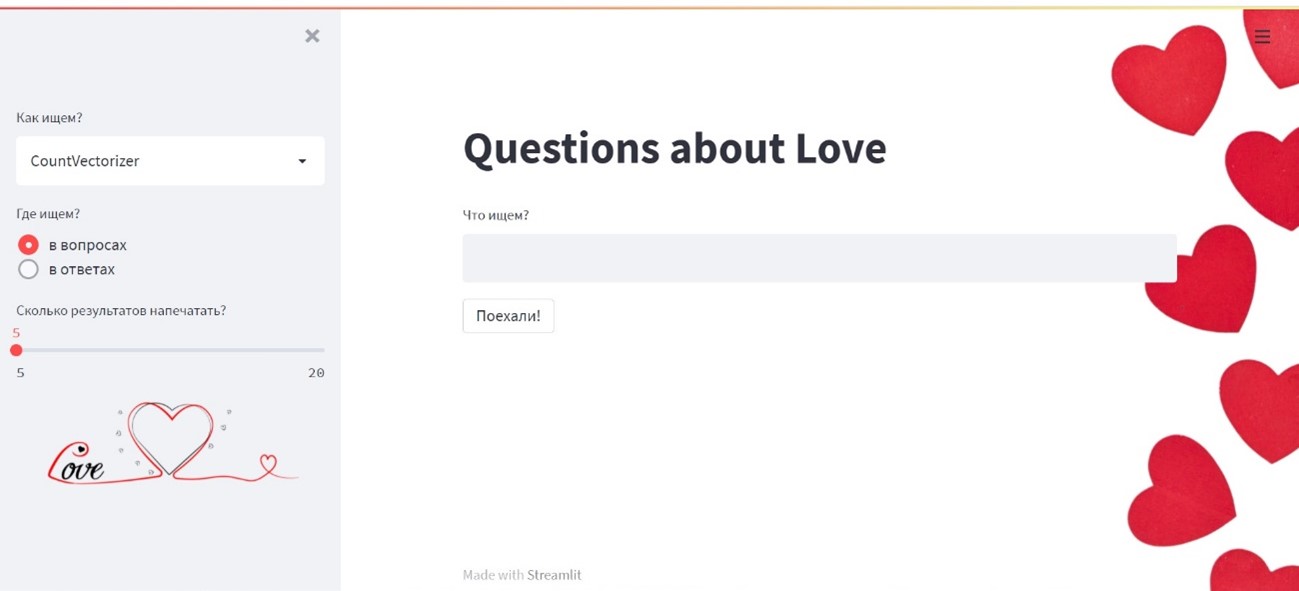 Как ищем?
CountVectorizer
Где ищем?
в вопросах
в ответах
Сколько результатов напечатать?
5
5 20
Love
Questions about Love
Что ищем?
Поехали!
Made with Streamlit